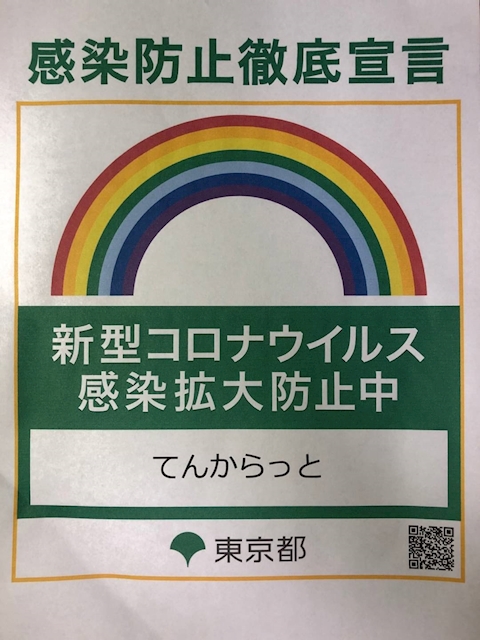 感染防止徹底宣言
新型コロナウイルス
感染拡大防止中
てんからっと
東京都